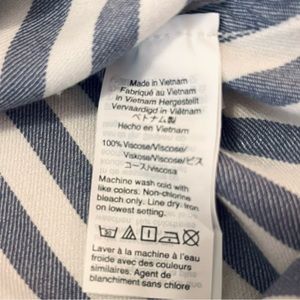 Made in Vietnam
Fabriqué au Vietnam
in Vietnam Hergestellt
Vervaardigd in Viëtnam
ベトナム製
Hecho en Vietnam
100% Viscose/Viscose/
Viskose/Viscose/ビス
コース/viscosa
Machine wash cold with
like colors. Non-chlorine
bleach only. Line dry. Iron
on lowest setting.
Laver à la machine à eau
froide avec des couleurs
similaires. Agent de
blanchiment sans chlore